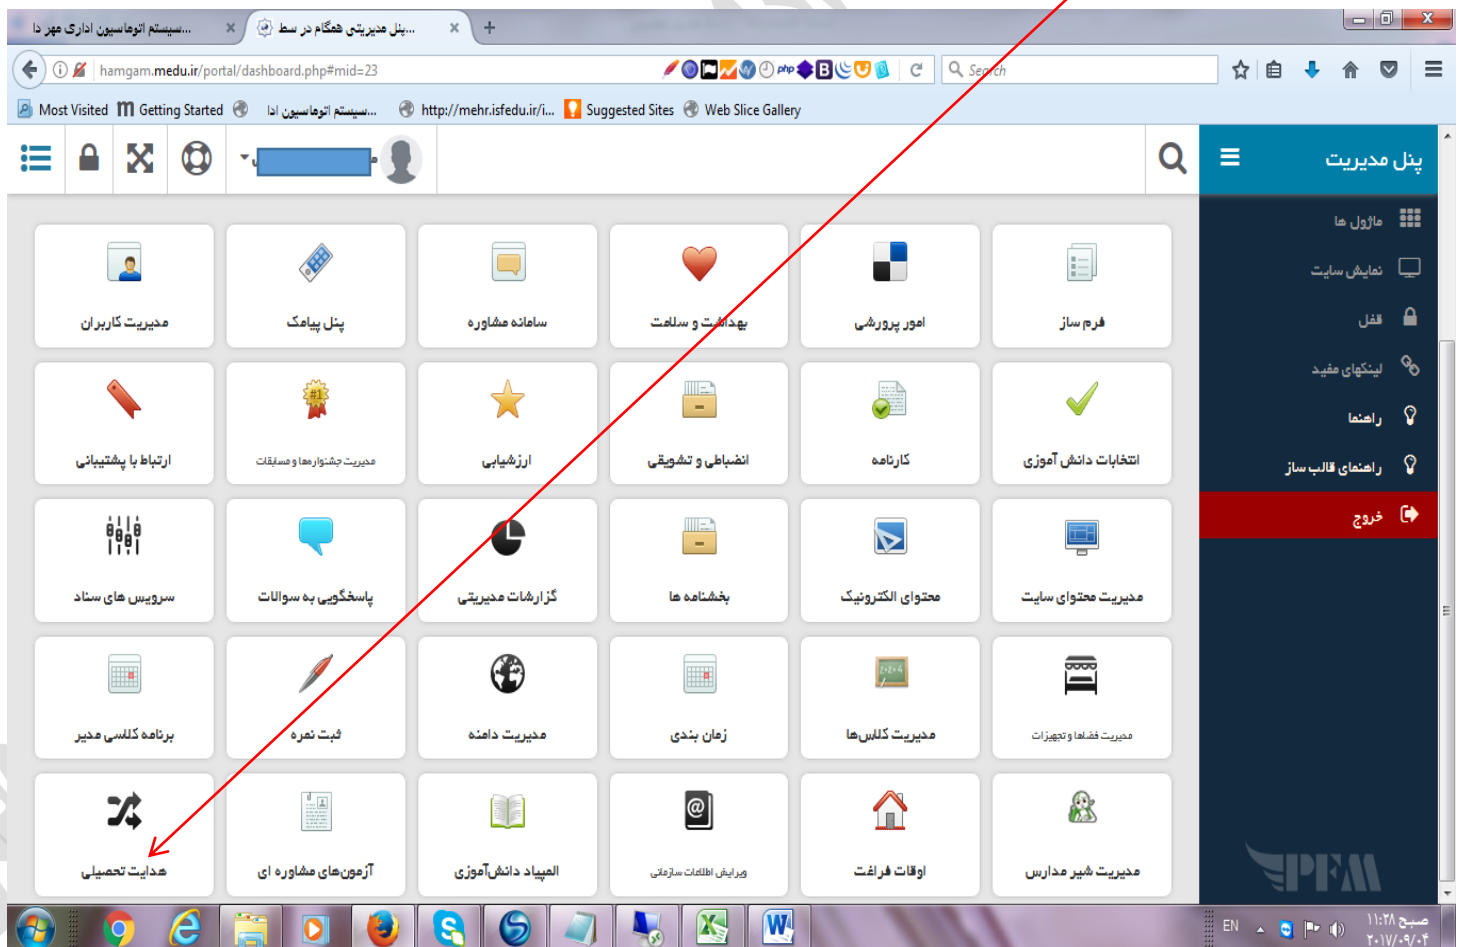 سیستم اتوماسیون اداری مهر دا...
پنل مدیریتی همگام در سط...
hamgam.medu.ir/portal/dashboard.php#mid=23
php
Search
Most Visited
Getting Started
سیستم اتوماسیون ادا...
http://mehr.isfedu.ir/i...
Suggested Sites
Web Slice Gallery
پنل مدیریت
ماژول ها
نمایش سایت
قفل
لینکهای مفید
راهنما
راهنمای قالب ساز
خروج
فرم ساز
امور پرورشی
بهداشت و سلامت
سامانه مشاوره
پنل پیامک
مدیریت کاربران
انتخابات دانش آموزی
کارنامه
انضباطی و تشویقی
ارزشیابی
#1
مدیریت جشنواره‌ها و مسابقات
ارتباط با پشتیبانی
مدیریت محتوای سایت
محتوای الکترونیک
بخشنامه ها
گزارشات مدیریتی
پاسخگویی به سوالات
سرویس های سناد
مدیریت فضاها و تجهیزات
مدیریت کلاس‌ها
زمان بندی
مدیریت دامنه
ثبت نمره
برنامه کلاسی مدیر
مدیریت شیر مدارس
اوقات فراغت
ویرایش اطلاعات سازمانی
المپیاد دانش‌آموزی
آزمون‌های مشاوره ای
هدایت تحصیلی
PFM
EN
۱۱:۲۸ صبح
۲۰۱۷/۰۹/۰۴